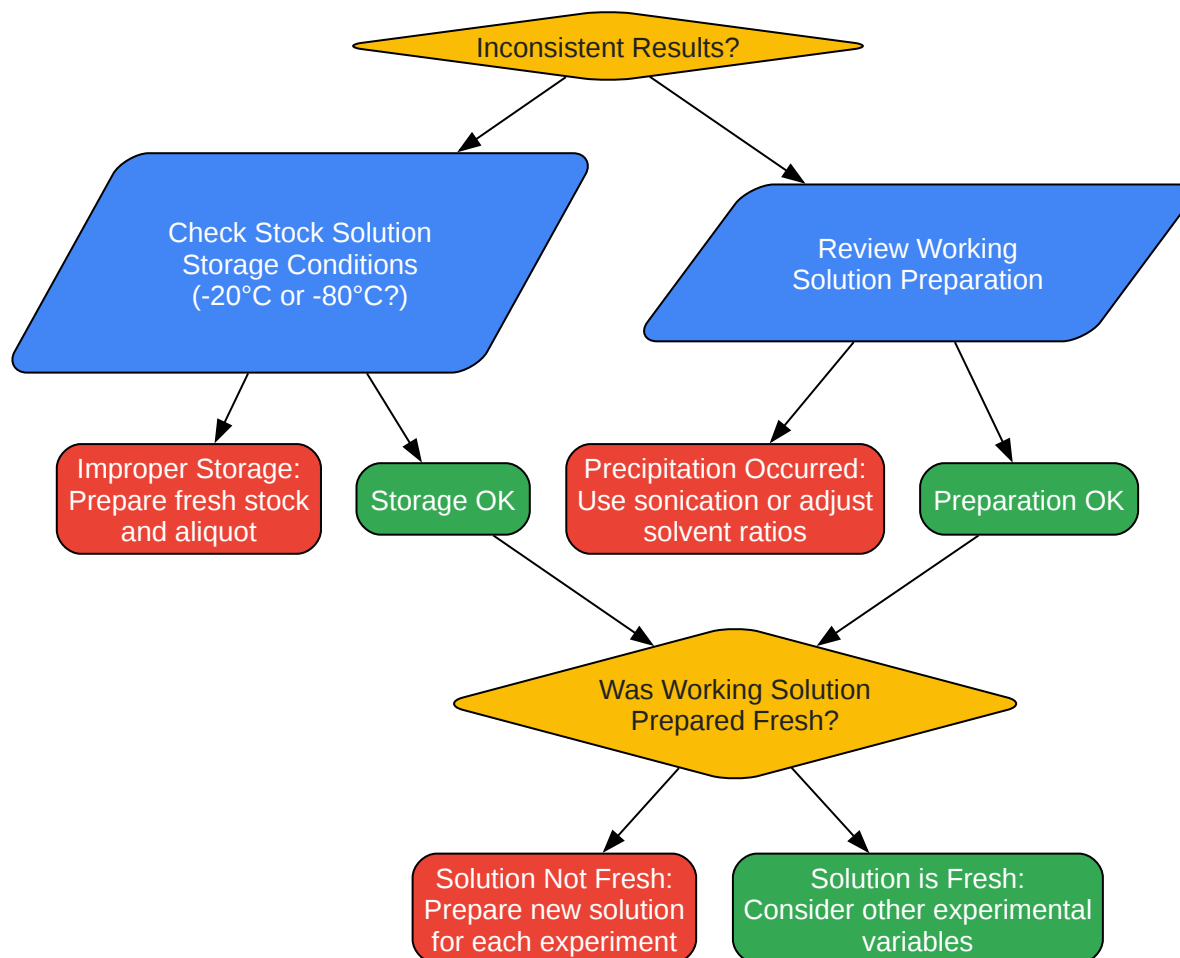 Inconsistent Results?
Check Stock Solution
Storage Conditions
(-20°C or -80°C?)
Review Working
Solution Preparation
Improper Storage:
Prepare fresh stock
and aliquot
Storage OK
Precipitation Occurred:
Use sonication or adjust
solvent ratios
Preparation OK
Was Working Solution
Prepared Fresh?
Solution Not Fresh:
Prepare new solution
for each experiment
Solution is Fresh:
Consider other experimental
variables